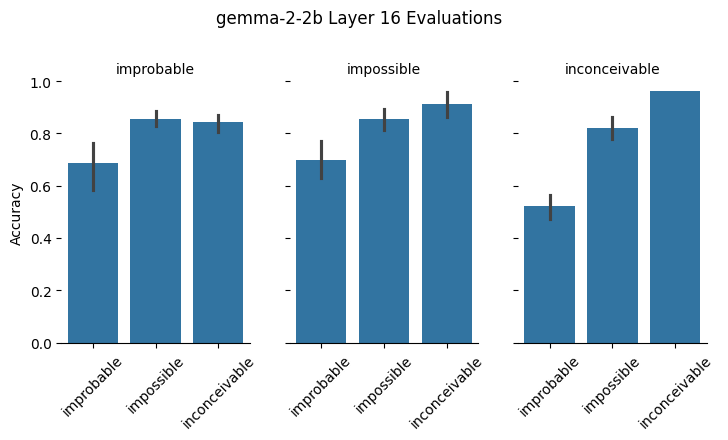 gemma-2-2b Layer 16 Evaluations
improbable
impossible
inconceivable
Accuracy
1.0
0.8
0.6
0.4
0.2
0.0
improbable
impossible
inconceivable
improbable
impossible
inconceivable
improbable
impossible
inconceivable